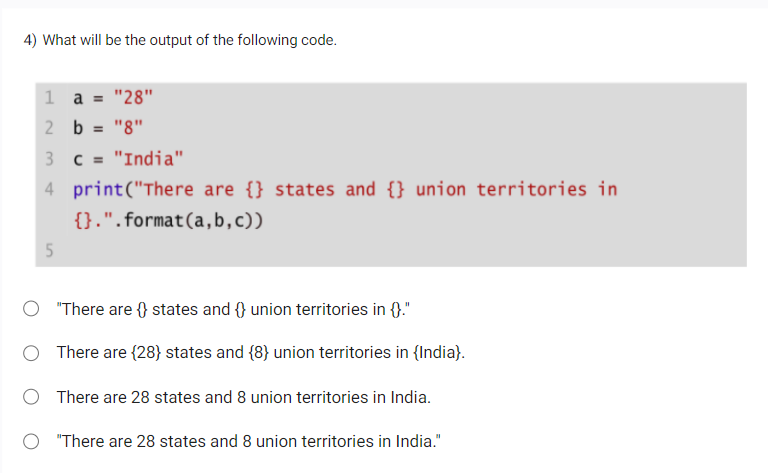 4) What will be the output of the following code.
1 a = "28"
2 b = "8"
3 c = "India"
4 print("There are {} states and {} union territories in
{}.".format(a,b,c))
5
"There are {} states and {} union territories in {}."
There are {28} states and {8} union territories in {India}.
There are 28 states and 8 union territories in India.
"There are 28 states and 8 union territories in India."